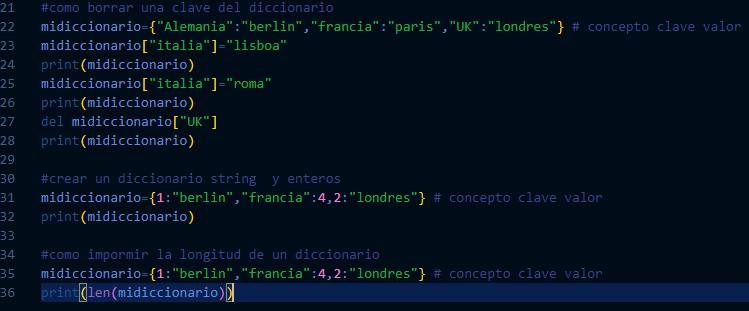 21 #como borrar una clave del diccionario
22 midiccionario={"Alemania":"berlin","francia":"paris","UK":"londres"} # concepto clave valor
23 midiccionario["italia"]="lisboa"
24 print(midiccionario)
25 midiccionario["italia"]="roma"
26 print(midiccionario)
27 del midiccionario["UK"]
28 print(midiccionario)
29
30 #crear un diccionario string  y enteros
31 midiccionario={1:"berlin","francia":4,2:"londres"} # concepto clave valor
32 print(midiccionario)
33
34 #como impormir la longitud de un diccionario
35 midiccionario={1:"berlin","francia":4,2:"londres"} # concepto clave valor
36 print(len(midiccionario))